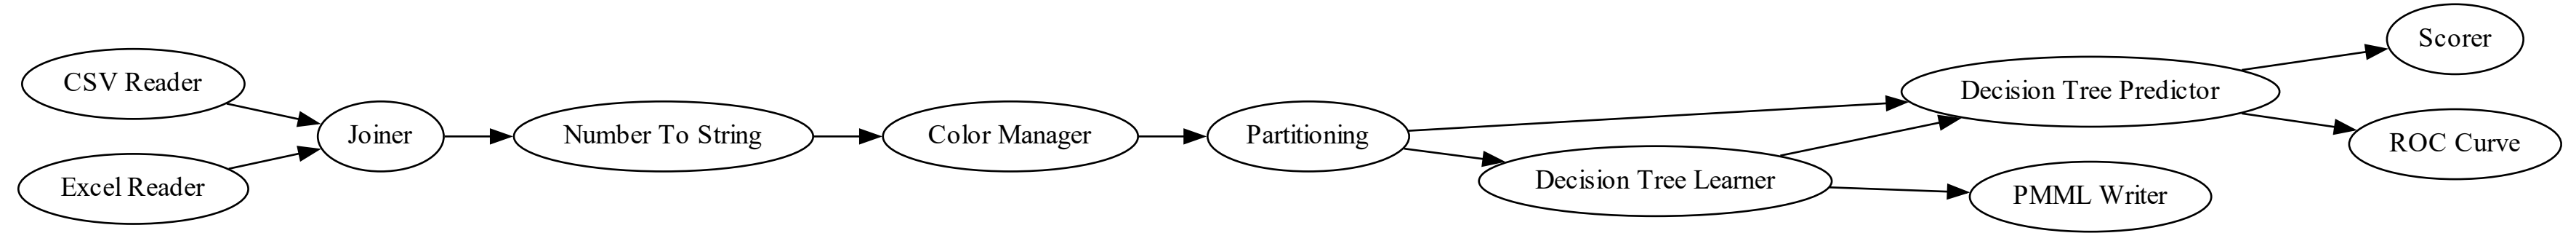 CSV Reader
Excel Reader
Joiner
Number To String
Color Manager
Partitioning
Decision Tree Learner
Decision Tree Predictor
PMML Writer
Scorer
ROC Curve